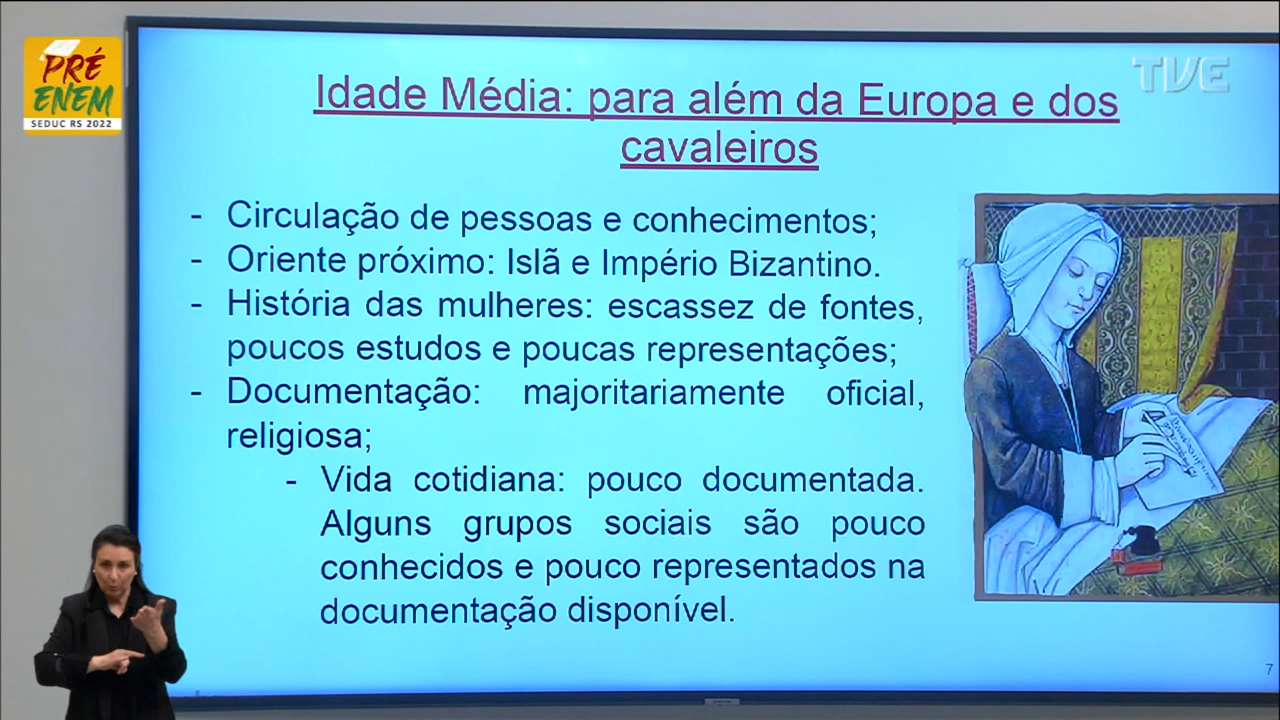 PRÉ
ENEM
SEDUC RS 2022
TVE
Idade Média: para além da Europa e dos
cavaleiros
- Circulação de pessoas e conhecimentos;
- Oriente próximo: Islã e Império Bizantino.
- História das mulheres: escassez de fontes,
poucos estudos e poucas representações;
- Documentação: majoritariamente oficial,
religiosa;
- Vida cotidiana: pouco documentada.
Alguns grupos sociais são pouco
conhecidos e pouco representados na
documentação disponível.
7